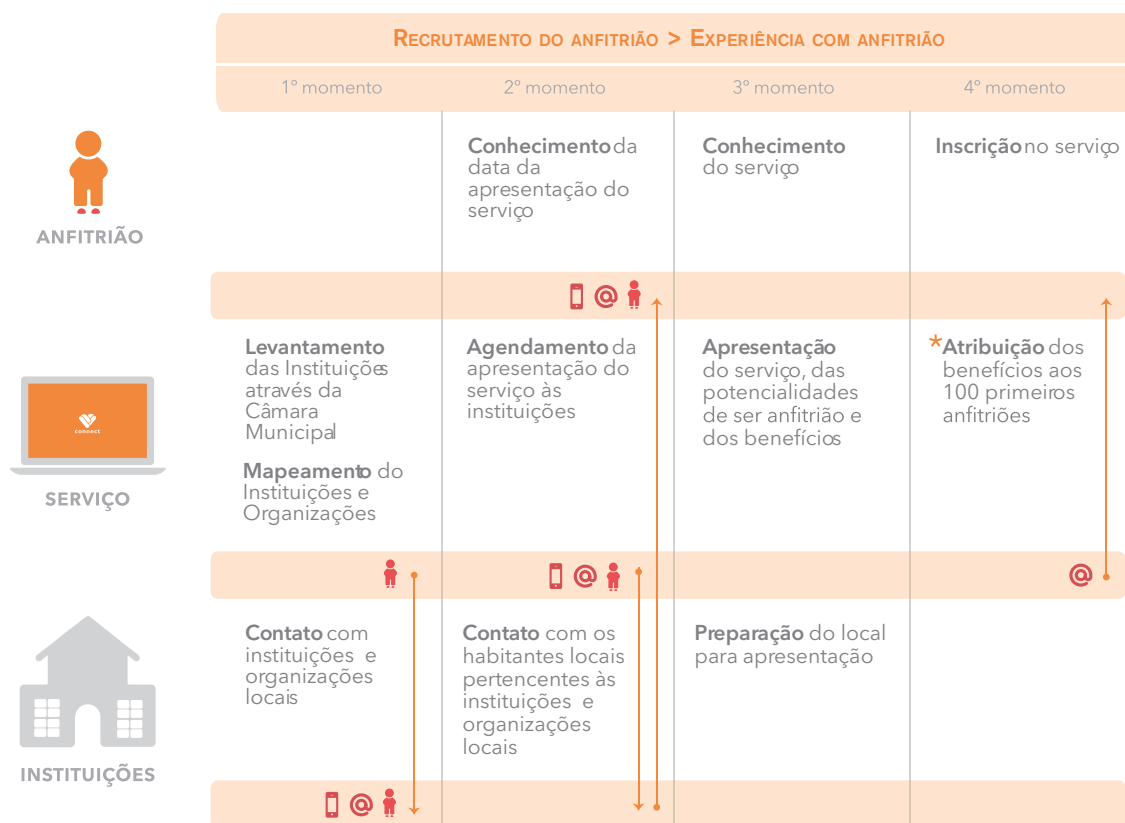 RECRUTAMENTO DO ANFITRIÃO > EXPERIÊNCIA COM ANFITRIÃO
1º momento
2º momento
3º momento
4º momento
ANFITRIÃO
Conhecimento da
data da
apresentação do
serviço
Conhecimento
do serviço
Inscrição no serviço
@
connect
SERVIÇO
Levantamento
das Instituições
através da
Câmara
Municipal
Mapeamento do
Instituições e
Organizações
Agendamento da
apresentação do
serviço às
instituições
Apresentação
do serviço, das
potencialidades
de ser anfitrião e
dos benefícios
*Atribuição dos
benefícios aos
100 primeiros
anfitriões
@
@
INSTITUIÇÕES
Contato com
instituições e
organizações
locais
Contato com os
habitantes locais
pertencentes às
instituições e
organizações
locais
Preparação do local
para apresentação
@